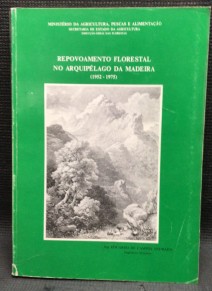 MINISTÉRIO DA AGRICULTURA, PESCAS E ALIMENTAÇÃO
SECRETARIA DE ESTADO DA AGRICULTURA
REPOVOAMENTO FLORESTAL
NO ARQUIPÉLAGO DA MADEIRA
(1952 - 1975)